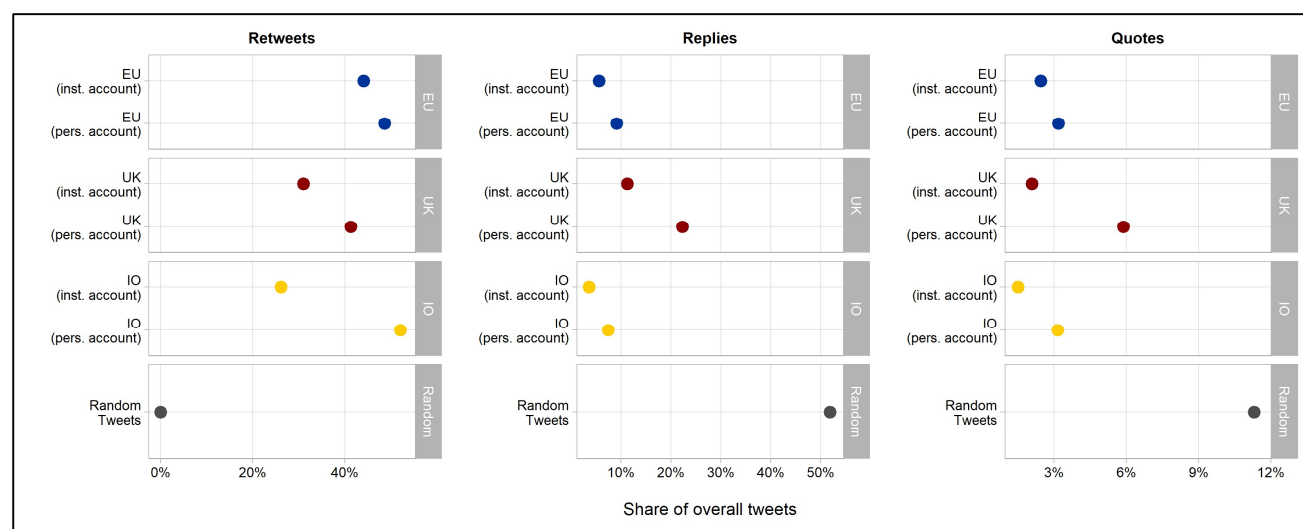 Retweets
EU
(inst. account)
EU
(pers. account)
EU
UK
(inst. account)
UK
(pers. account)
UK
IO
(inst. account)
IO
(pers. account)
IO
Random
Tweets
Random
0%
20%
40%
Replies
EU
(inst. account)
EU
(pers. account)
EU
UK
(inst. account)
UK
(pers. account)
UK
IO
(inst. account)
IO
(pers. account)
IO
Random
Tweets
Random
10%
20%
30%
40%
50%
Quotes
EU
(inst. account)
EU
(pers. account)
EU
UK
(inst. account)
UK
(pers. account)
UK
IO
(inst. account)
IO
(pers. account)
IO
Random
Tweets
Random
3%
6%
9%
12%
Share of overall tweets